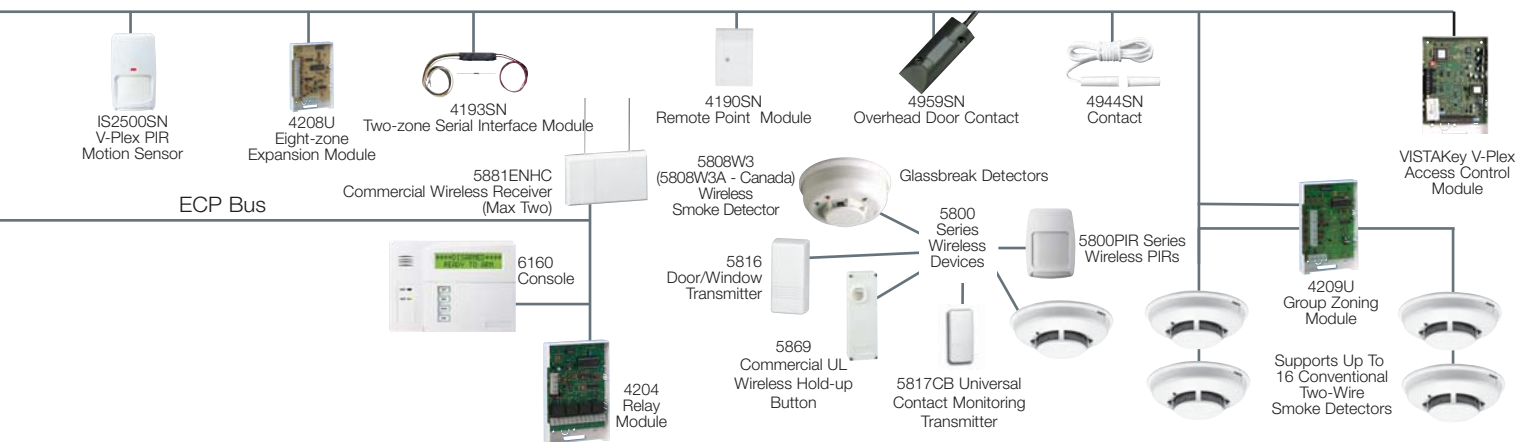 IS2500SN
V-Plex PIR
Motion Sensor
4208U
Eight-zone
Expansion Module
4193SN
Two-zone Serial Interface Module
4190SN
Remote Point Module
4959SN
Overhead Door Contact
4944SN
Contact
VISTAKey V-Plex
Access Control
Module
5881ENHC
Commercial Wireless Receiver
(Max Two)
5808W3
(5808W3A - Canada)
Wireless
Smoke Detector
Glassbreak Detectors
ECP Bus
5800
Series
Wireless
Devices
5800PIR Series
Wireless PIRs
****DISARMED****
READY TO ARM
6160
Console
5816
Door/Window
Transmitter
4209U
Group Zoning
Module
5869
Commercial UL
Wireless Hold-up
Button
5817CB Universal
Contact Monitoring
Transmitter
Supports Up To
16 Conventional
Two-Wire
Smoke Detectors
4204
Relay
Module